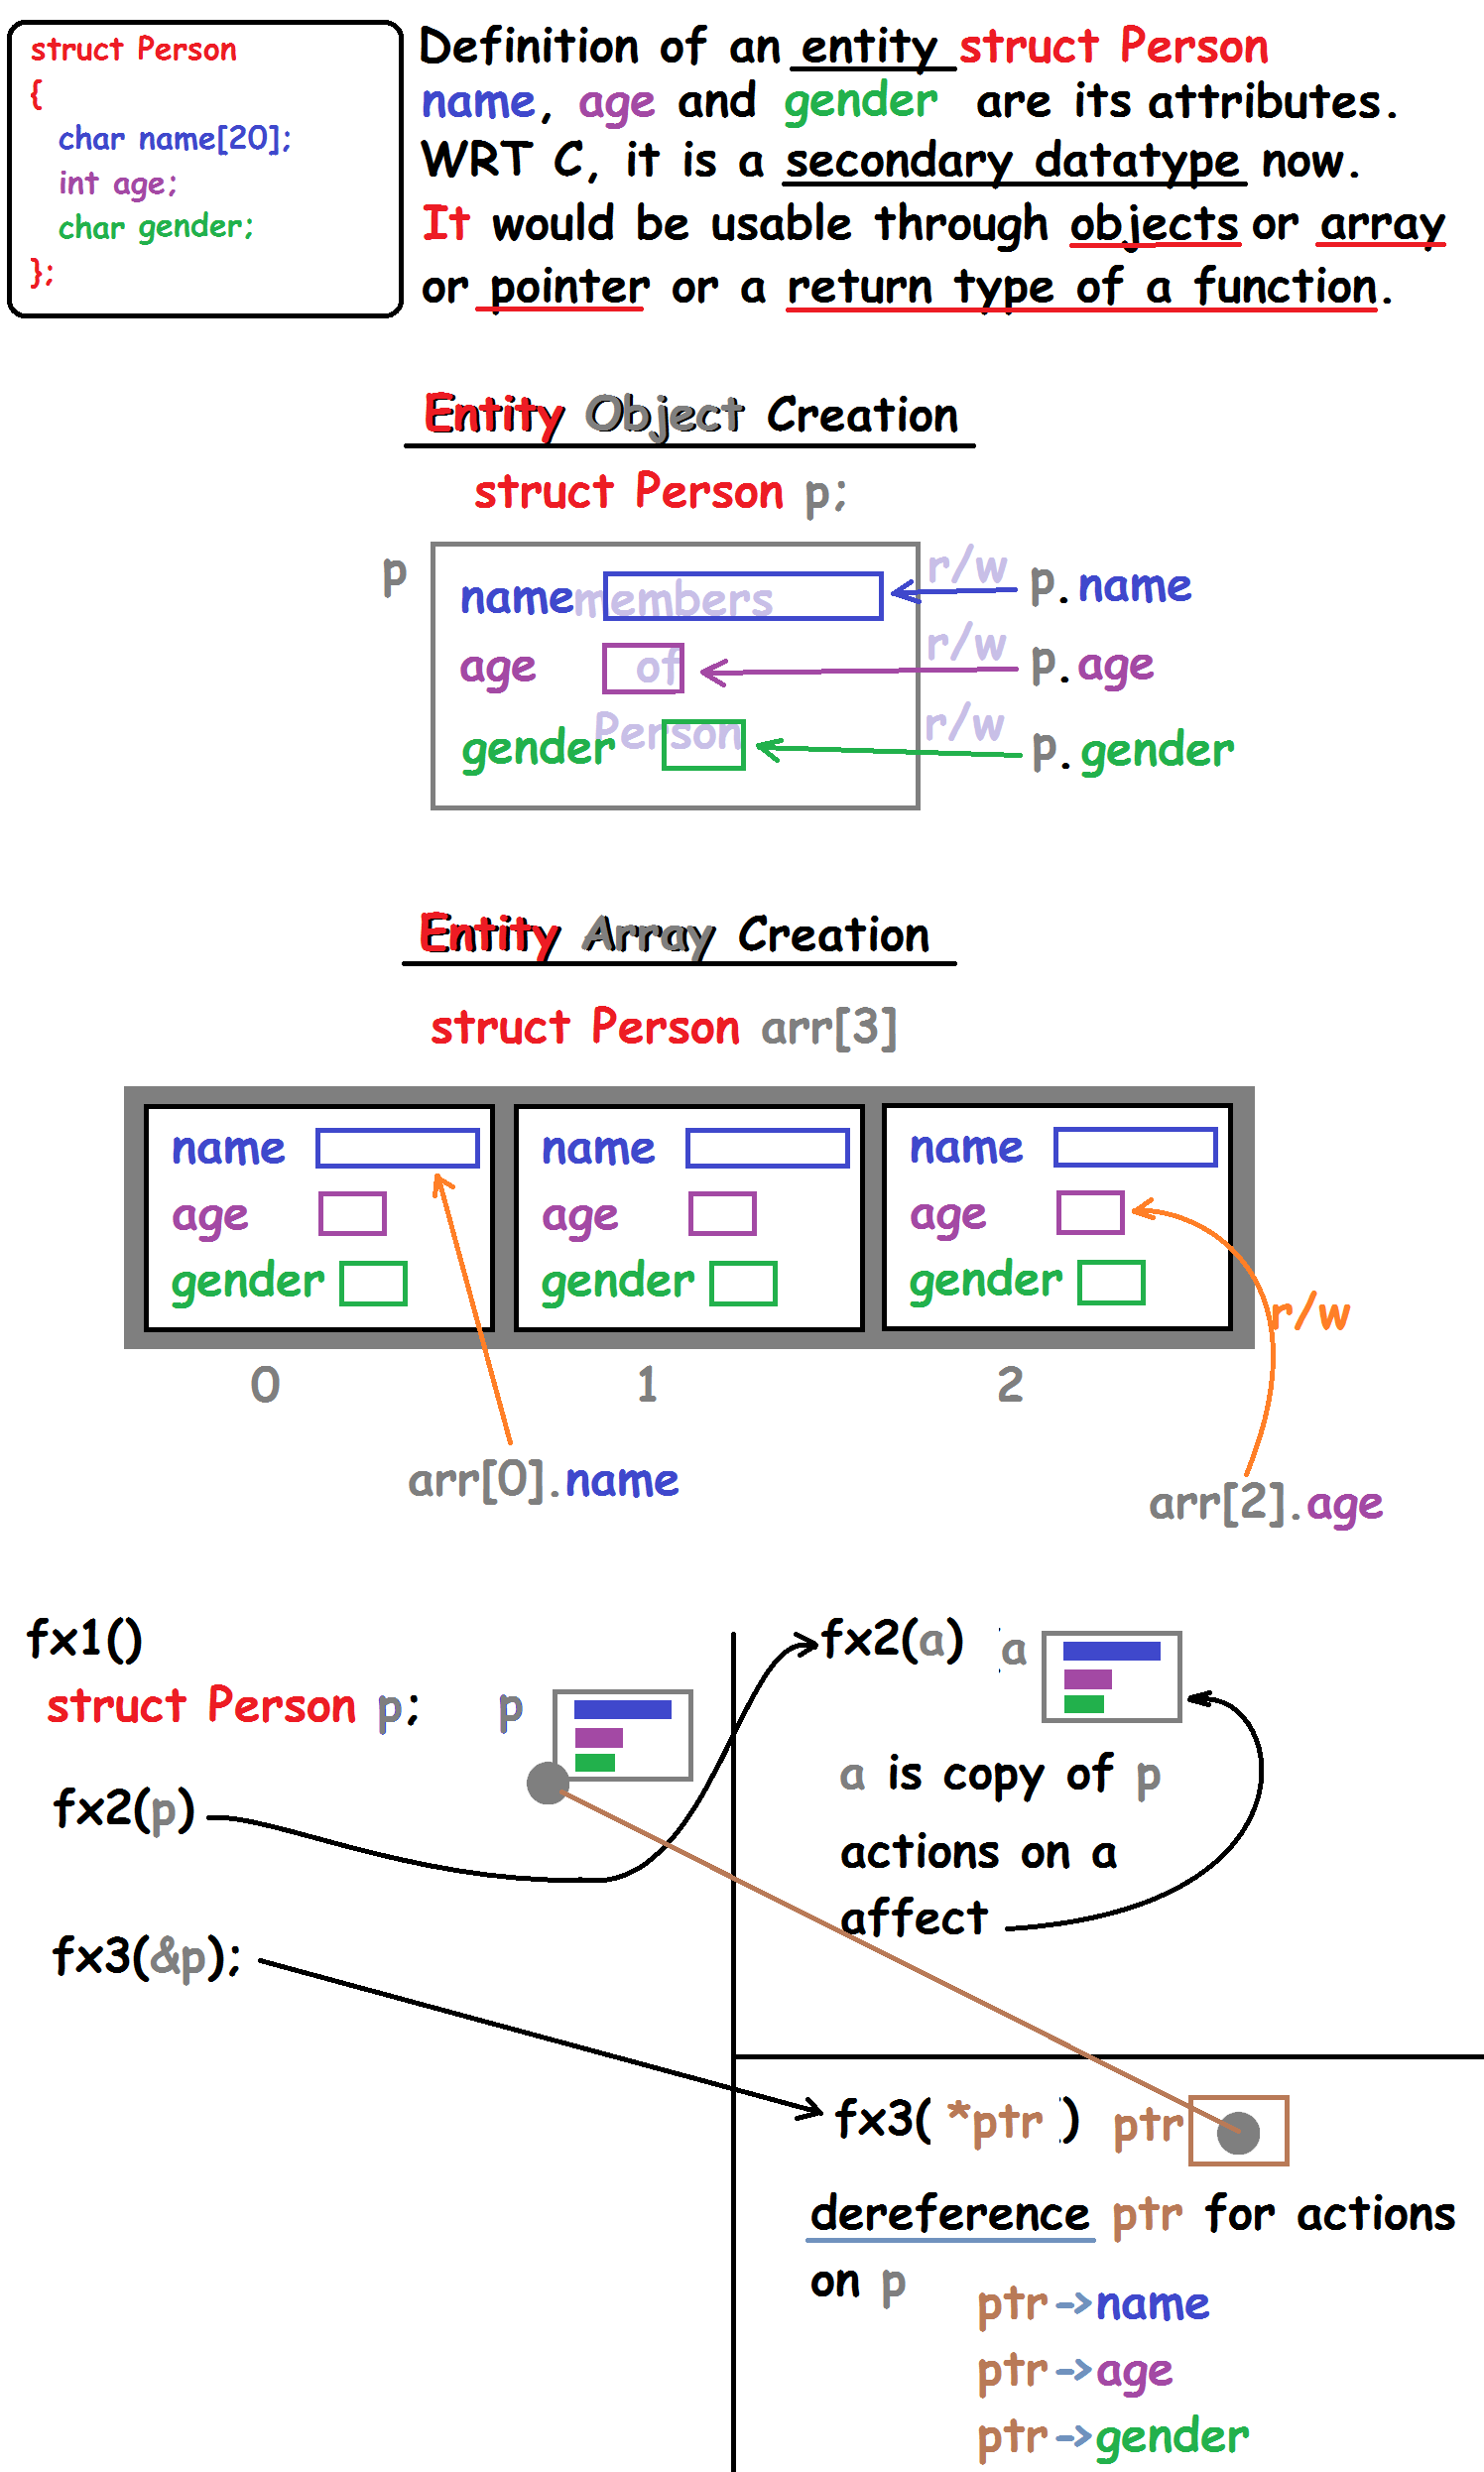 struct Person
{
char name[20];
int age;
char gender;
};
Definition of an entity struct Person
name, age and gender are its attributes.
WRT C, it is a secondary datatype now.
It would be usable through objects or array
or pointer or a return type of a function.
Entity Object Creation
struct Person p;
p
name
age
gender
members
of
Person
r/w
r/w
r/w
p.name
p.age
p.gender
Entity Array Creation
struct Person arr[3]
name
age
gender
name
age
gender
name
age
gender
r/w
0
1
2
arr[0].name
arr[2].age
fx1()
struct Person p;
p
fx2(p)
fx3(&p);
fx2(a)
a
a is copy of p
actions on a
affect
fx3( *ptr )
ptr
dereference ptr for actions
on p
ptr->name
ptr->age
ptr->gender